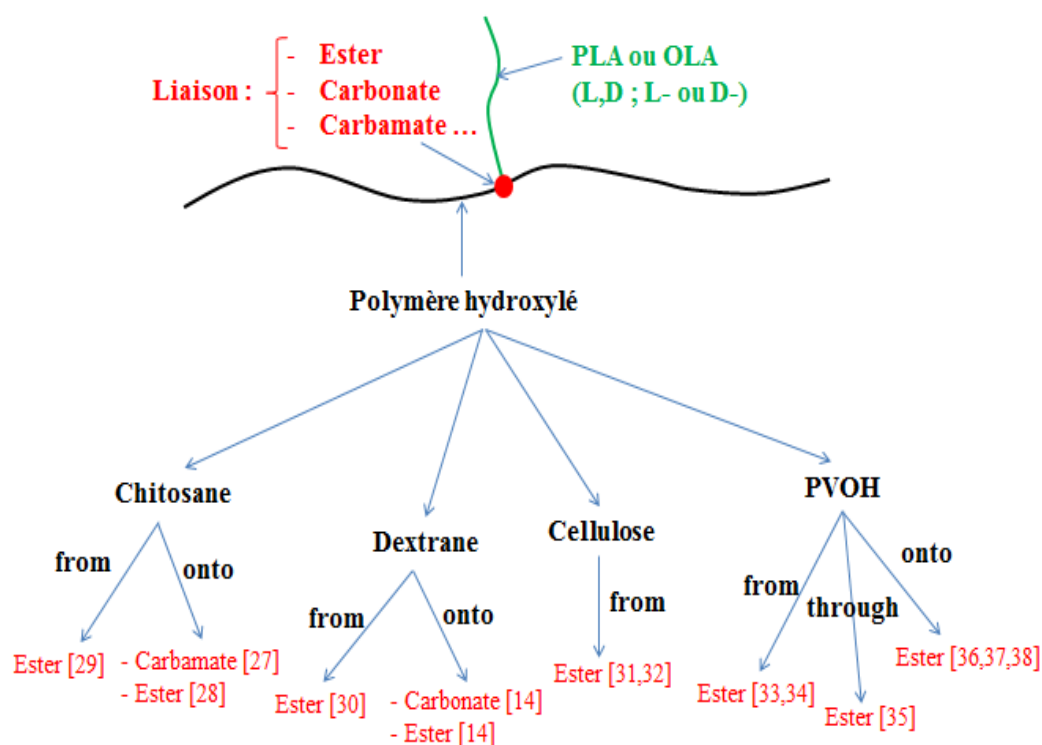 - Ester
Liaison : - Carbonate
- Carbamate ...
PLA ou OLA
(L,D ; L- ou D-)
Polymère hydroxylé
Chitosane
Dextrane
Cellulose
PVOH
from
onto
from
onto
from
from
through
onto
Ester [29]
- Carbamate [27]
- Ester [28]
Ester [30]
- Carbonate [14]
- Ester [14]
Ester [31,32]
Ester [33,34]
Ester [35]
Ester [36,37,38]